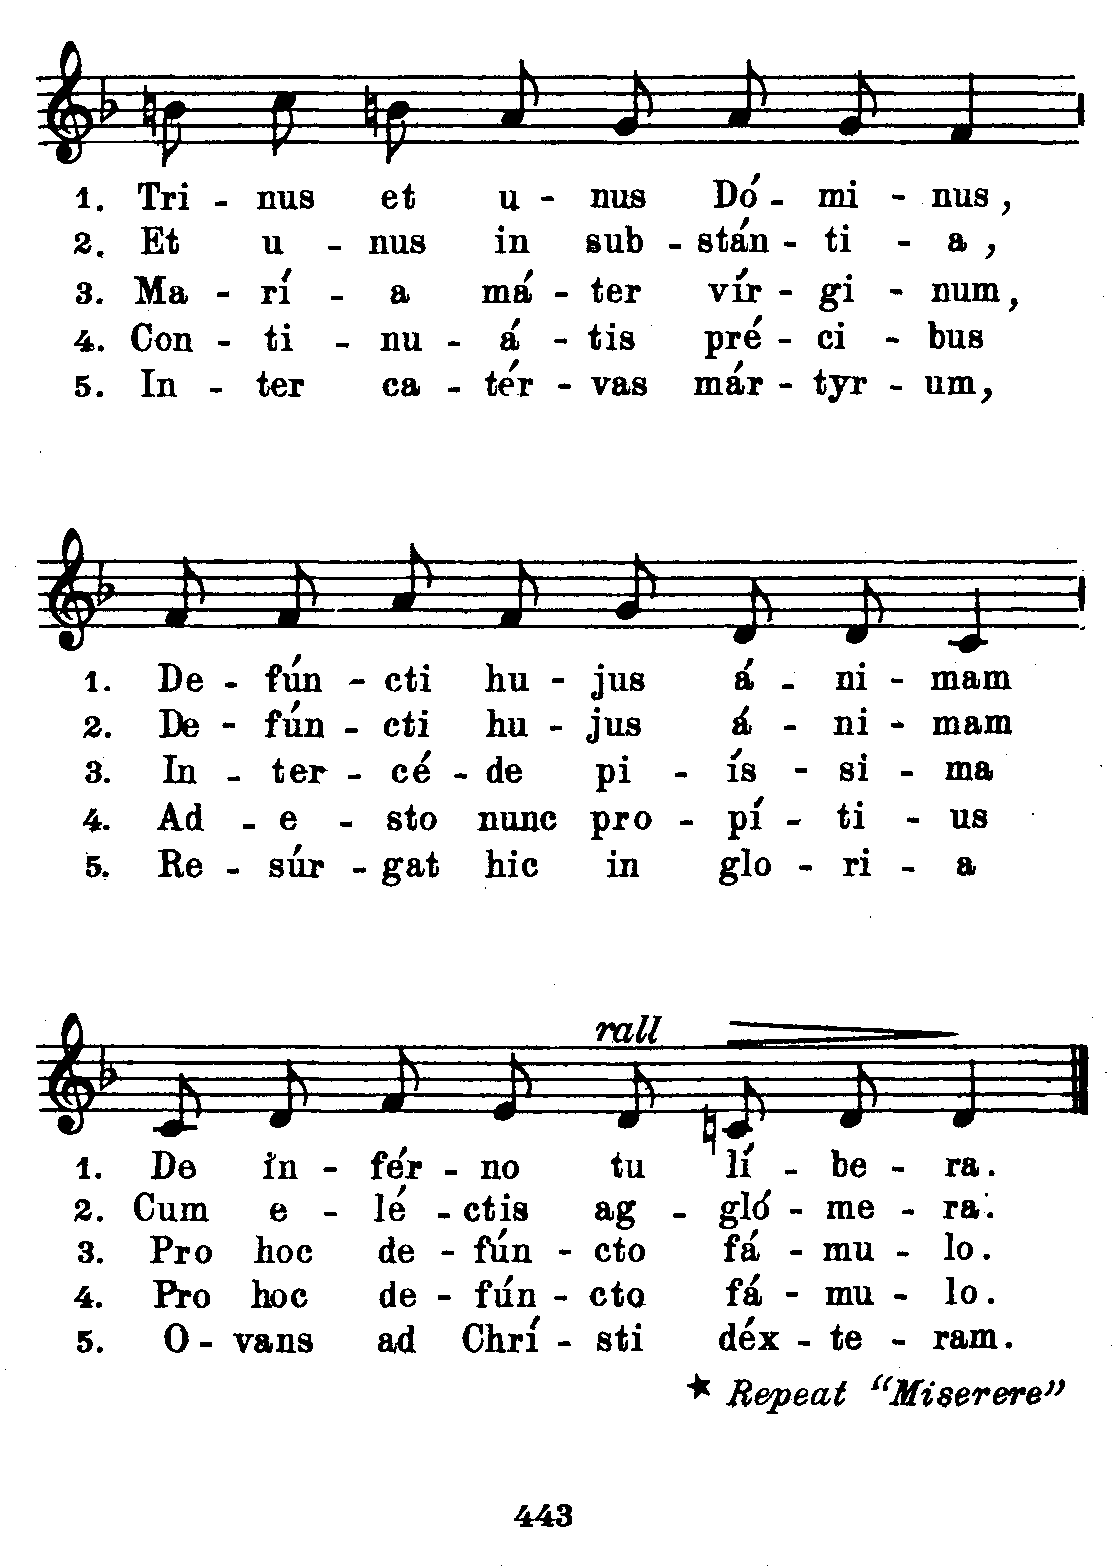 1. Tri - nus et u - nus Dó - mi - nus,
2. Et u - nus in sub - stán - ti - a,
3. Ma - rí - a má - ter vír - gi - num,
4. Con - ti - nu - á - tis pré - ci - bus
5. In - ter ca - tér - vas már - tyr - um,
1. De - fún - cti hu - jus á - ni - mam
2. De - fún - cti hu - jus á - ni - mam
3. In - ter - cé - de pi - ís - si - ma
4. Ad - e - sto nunc pro - pí - ti - us
5. Re - súr - gat hic in glo - ri - a
rall
1. De in - fér - no tu lí - be - ra.
2. Cum e - lé - ctis ag - gló - me - ra.
3. Pro hoc de - fún - cto fá - mu - lo.
4. Pro hoc de - fún - cto fá - mu - lo.
5. O - vans ad Chrí - sti déx - te - ram.
★ Repeat "Miserere"
443